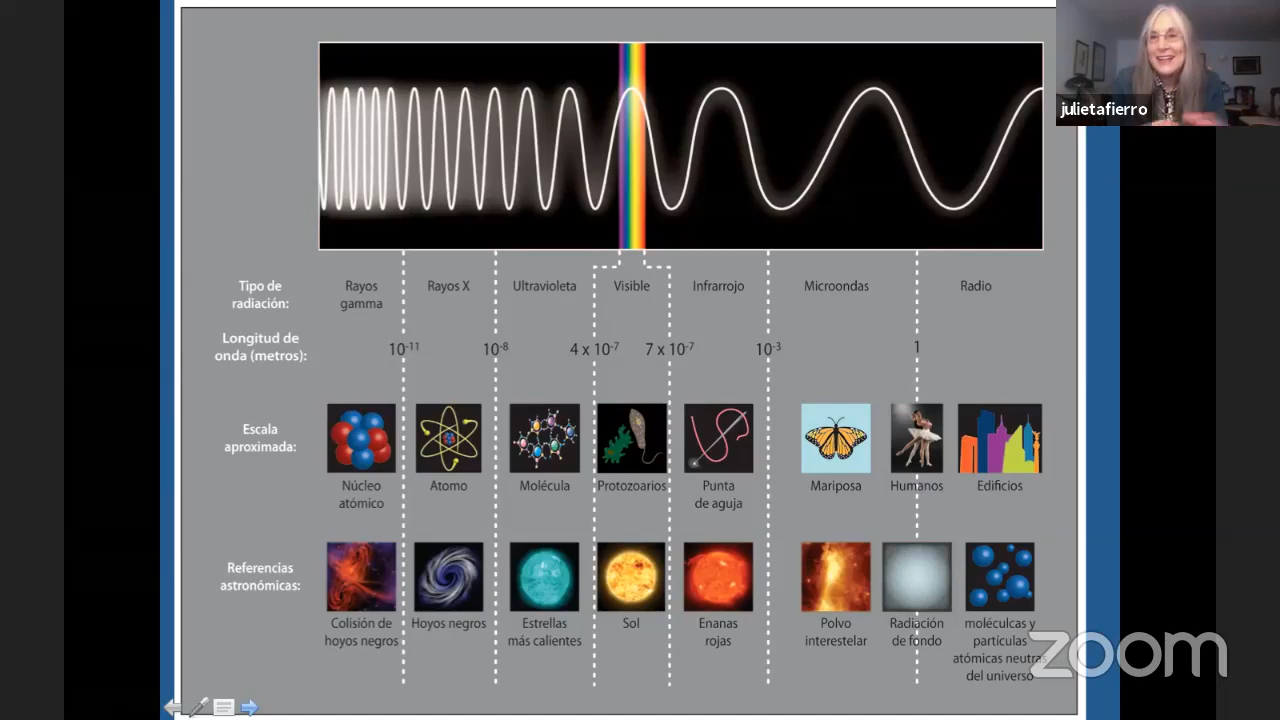 julietafierro
Tipo de
radiación:
Rayos
gamma
Rayos X
Ultravioleta
Visible
Infrarrojo
Microondas
Radio
Longitud de
onda (metros):
10⁻¹¹
10⁻⁸
4 x 10⁻⁷
7 x 10⁻⁷
10⁻³
1
Escala
aproximada:
Núcleo
atómico
Atomo
Molécula
Protozoarios
Punta
de aguja
Mariposa
Humanos
Edificios
Referencias
astronómicas:
Colisión de
hoyos negros
Hoyos negros
Estrellas
más calientes
Sol
Enanas
rojas
Polvo
interestelar
Radiación
de fondo
moléculas y
partículas
atómicas neutras
del universo
zoom